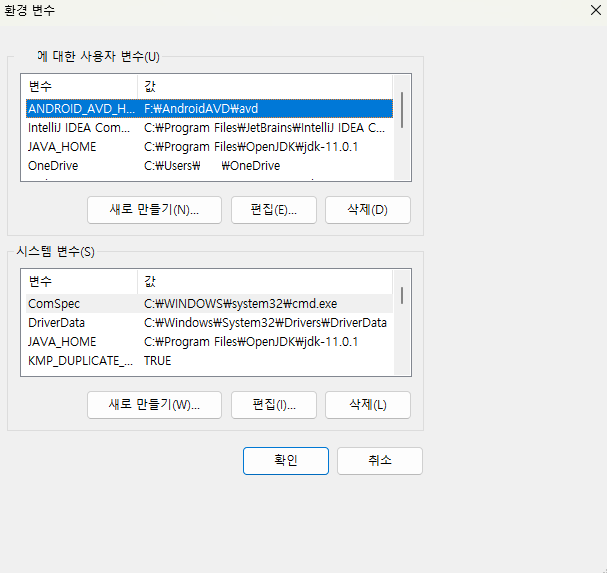 환경 변수
에 대한 사용자 변수(U)
변수 값
ANDROID_AVD_H... F:₩AndroidAVD₩avd
IntelliJ IDEA Com... C:₩Program Files₩JetBrains₩IntelliJ IDEA C...
JAVA_HOME C:₩Program Files₩OpenJDK₩jdk-11.0.1
OneDrive C:₩Users₩ ₩OneDrive
새로 만들기(N)... 편집(E)... 삭제(D)
시스템 변수(S)
변수 값
ComSpec C:₩WINDOWS₩system32₩cmd.exe
DriverData C:₩Windows₩System32₩Drivers₩DriverData
JAVA_HOME C:₩Program Files₩OpenJDK₩jdk-11.0.1
KMP_DUPLICATE_... TRUE
새로 만들기(W)... 편집(I)... 삭제(L)
확인 취소